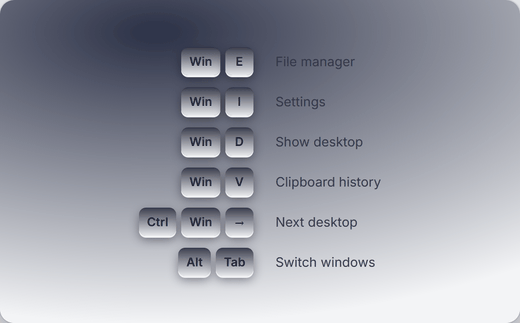 Win E File manager
Win I Settings
Win D Show desktop
Win V Clipboard history
Ctrl Win → Next desktop
Alt Tab Switch windows